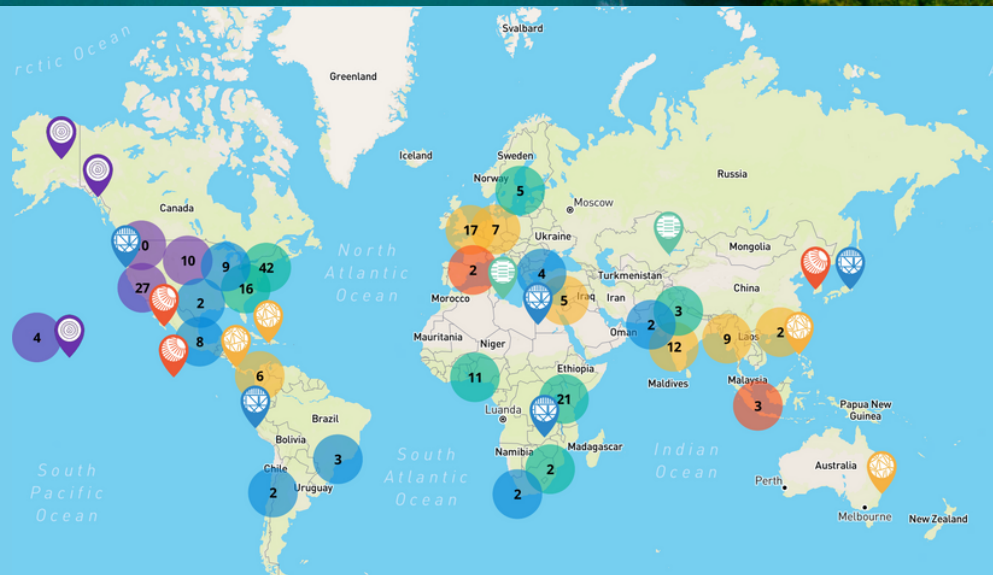 Svalbard
rctic Ocean
Greenland
Iceland
Sweden
Norway
5
Russia
Moscow
Canada
17
7
0
North
Atlantic
Ocean
Ukraine
Mongolia
10
9
42
2
4
Turkmenistan
27
16
China
2
Morocco
5
Iraq
Iran
3
4
8
Mauritania
Niger
Oman
2
12
9
Laos
2
6
11
Ethiopia
Maldives
Malaysia
21
3
Luanda
Papua New
Guinea
Brazil
Bolivia
Namibia
Madagascar
Indian
Ocean
3
South
Atlantic
Ocean
2
Australia
South
Pacific
Ocean
Chile
2
Uruguay
2
Perth
Melbourne
New Zealand